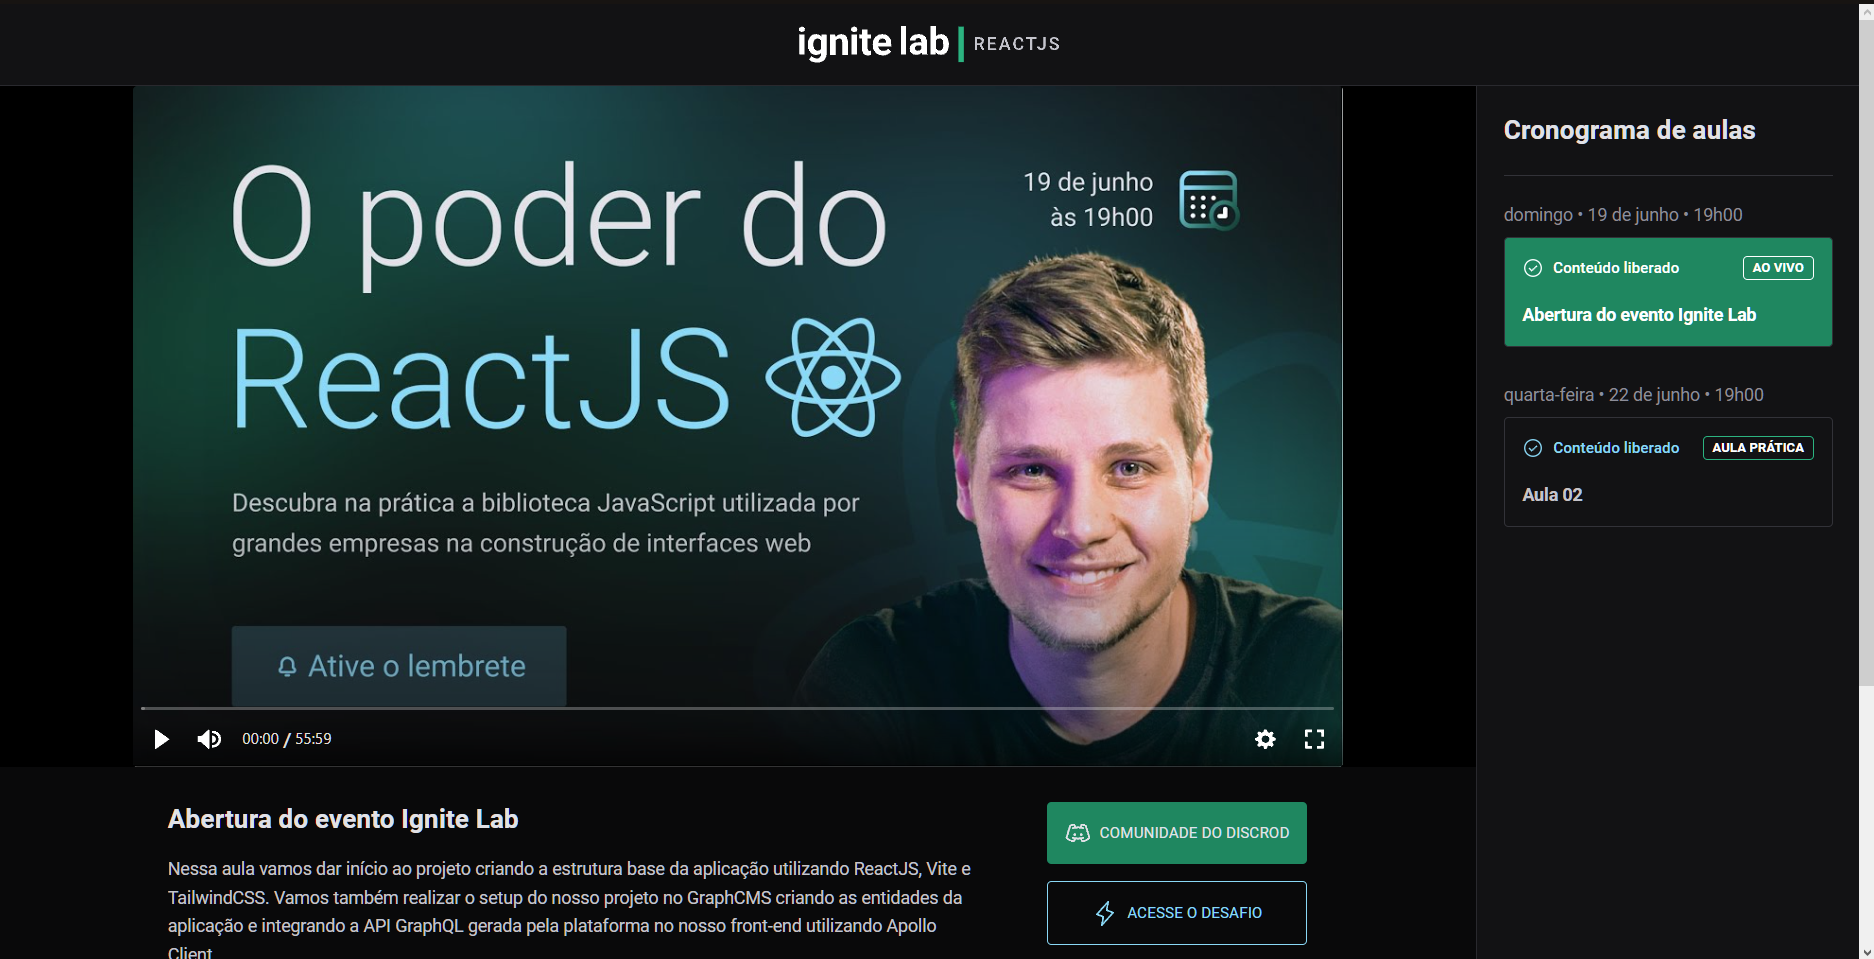 ignite lab | REACTJS
O poder do
ReactJS
19 de junho
às 19h00
Descubra na prática a biblioteca JavaScript utilizada por
grandes empresas na construção de interfaces web
Ative o lembrete
00:00 / 55:59
Abertura do evento Ignite Lab
Nessa aula vamos dar início ao projeto criando a estrutura base da aplicação utilizando ReactJS, Vite e
TailwindCSS. Vamos também realizar o setup do nosso projeto no GraphCMS criando as entidades da
aplicação e integrando a API GraphQL gerada pela plataforma no nosso front-end utilizando Apollo
Client
COMUNIDADE DO DISCROD
ACESSE O DESAFIO
Cronograma de aulas
domingo • 19 de junho • 19h00
Conteúdo liberado AO VIVO
Abertura do evento Ignite Lab
quarta-feira • 22 de junho • 19h00
Conteúdo liberado AULA PRÁTICA
Aula 02